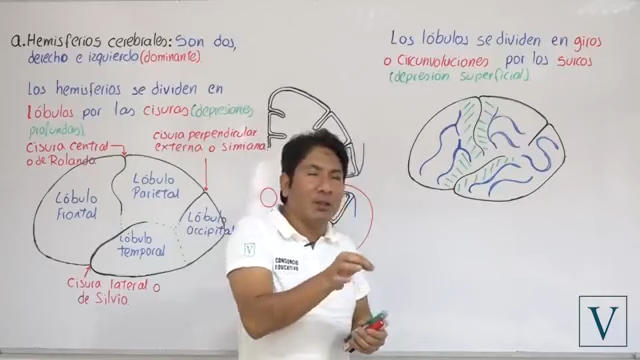 a. Hemisferios cerebrales: Son dos,
derecho e izquierdo (dominante).
Los hemisferios se dividen en
lóbulos por las cisuras (depresiones
profundas).
cisura central
o de Rolando.
cisura perpendicular
externa o simiana.
Lóbulo
Frontal
Lóbulo
Parietal
Lóbulo
Occipital
Lóbulo
temporal
Cisura lateral o
de Silvio.
Los lóbulos se dividen en giros
o circunvoluciones por los surcos
(depresión superficial).
V
CONSORCIO
EDUCATIVO
V